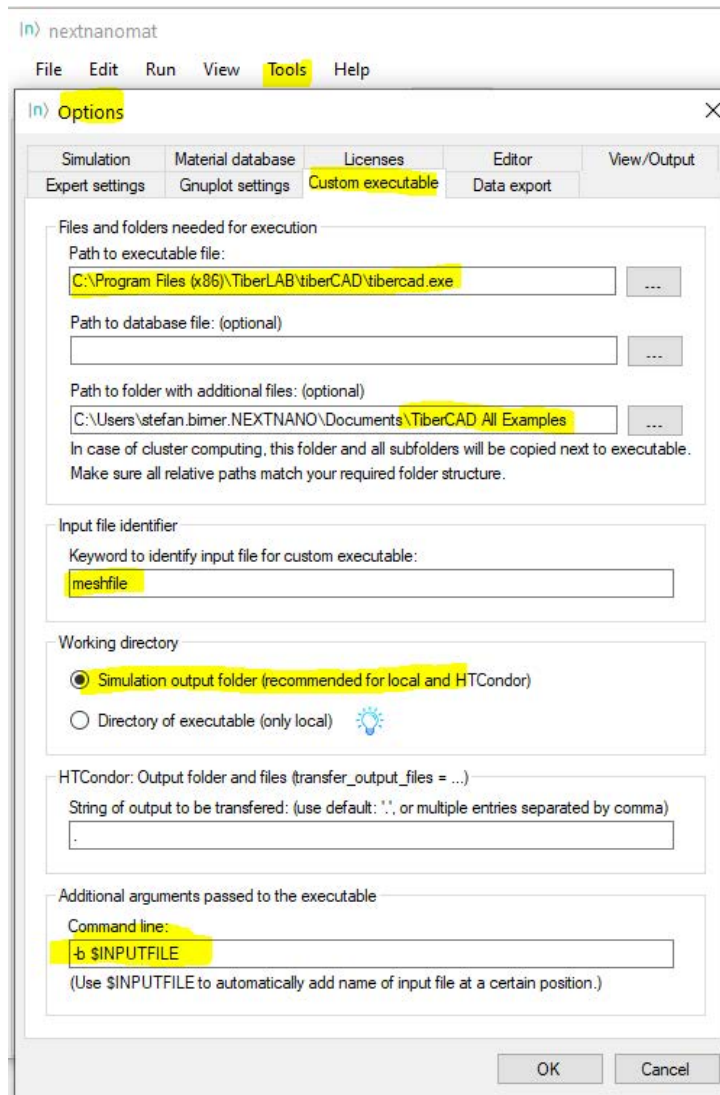 |n⟩ nextnanomat
File Edit Run View Tools Help
|n⟩ Options
Simulation Material database Licenses Editor View/Output
Expert settings Gnuplot settings Custom executable Data export
Files and folders needed for execution
Path to executable file:
C:\Program Files (x86)\TiberLAB\tiberCAD\tibercad.exe
...
Path to database file: (optional)
...
Path to folder with additional files: (optional)
C:\Users\stefan.birner.NEXTNANO\Documents\TiberCAD All Examples
...
In case of cluster computing, this folder and all subfolders will be copied next to executable.
Make sure all relative paths match your required folder structure.
Input file identifier
Keyword to identify input file for custom executable:
meshfile
Working directory
Simulation output folder (recommended for local and HTCondor)
Directory of executable (only local)
HTCondor: Output folder and files (transfer_output_files = ...)
String of output to be transfered: (use default: '.', or multiple entries separated by comma)
.
Additional arguments passed to the executable
Command line:
-b $INPUTFILE
(Use $INPUTFILE to automatically add name of input file at a certain position.)
OK Cancel